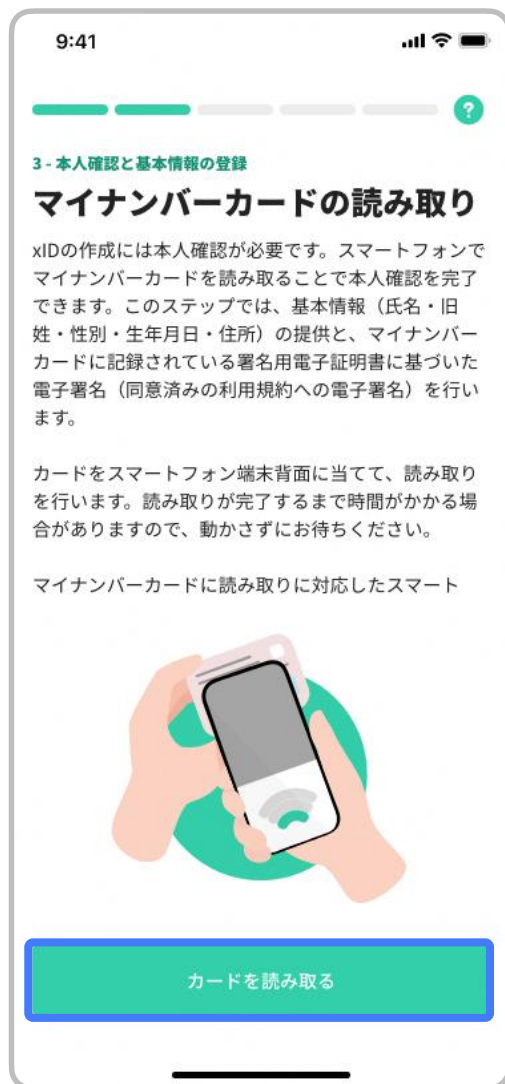 9:41
?
3 - 本人確認と基本情報の登録
マイナンバーカードの読み取り
xIDの作成には本人確認が必要です。スマートフォンで
マイナンバーカードを読み取ることで本人確認を完了
できます。このステップでは、基本情報（氏名・旧
姓・性別・生年月日・住所）の提供と、マイナンバー
カードに記録されている署名用電子証明書に基づいた
電子署名（同意済みの利用規約への電子署名）を行い
ます。
カードをスマートフォン端末背面に当てて、読み取り
を行います。読み取りが完了するまで時間がかかる場
合がありますので、動かさずにお待ちください。
マイナンバーカードに読み取りに対応したスマート
カードを読み取る